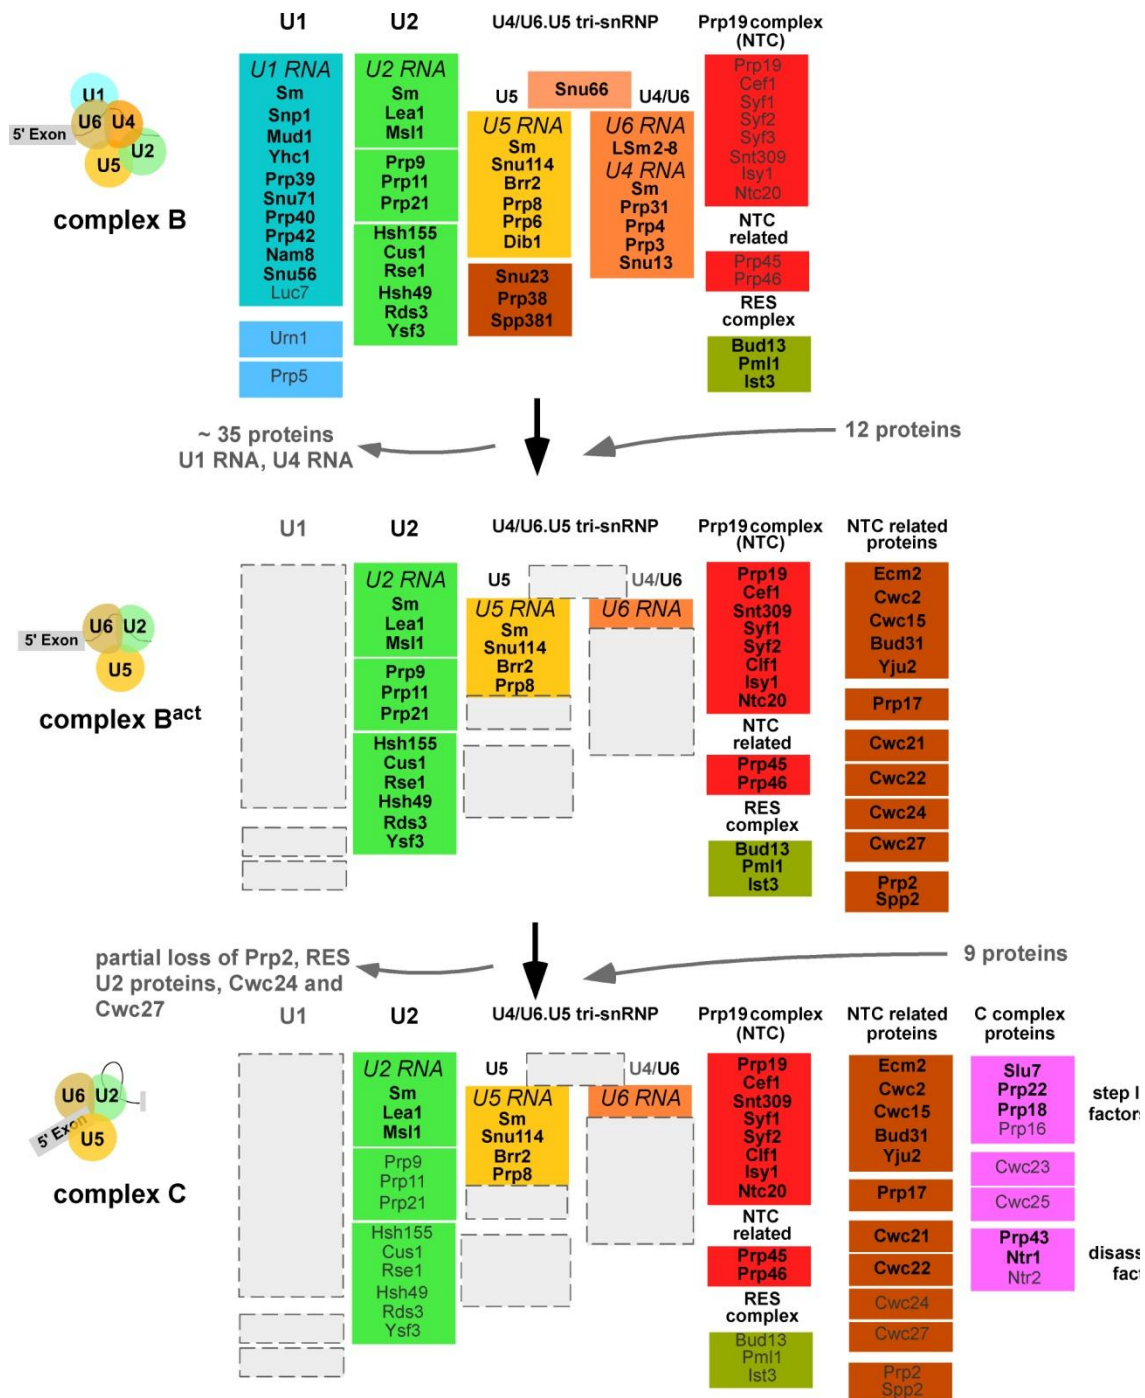 U1
U2
U4/U6.U5 tri-snRNP
Prp19 complex
(NTC)
U1
U6
U4
5' Exon
U2
U5
complex B
U1 RNA
Sm
Snp1
Mud1
Yhc1
Prp39
Snu71
Prp40
Prp42
Nam8
Snu56
Luc7
Urn1
Prp5
U2 RNA
Sm
Lea1
Msl1
Prp9
Prp11
Prp21
Hsh155
Cus1
Rse1
Hsh49
Rds3
Ysf3
U5
Snu66
U4/U6
U5 RNA
Sm
Snu114
Brr2
Prp8
Prp6
Dib1
Snu23
Prp38
Spp381
U6 RNA
LSm 2-8
U4 RNA
Sm
Prp31
Prp4
Prp3
Snu13
Prp19
Cef1
Syf1
Syf2
Syf3
Snt309
Isy1
Ntc20
NTC
related
Prp45
Prp46
RES
complex
Bud13
Pml1
Ist3
~ 35 proteins
U1 RNA, U4 RNA
12 proteins
U1
U2
U4/U6.U5 tri-snRNP
Prp19 complex
(NTC)
NTC related
proteins
U6
U2
5' Exon
U5
complex Bact
U2 RNA
Sm
Lea1
Msl1
Prp9
Prp11
Prp21
Hsh155
Cus1
Rse1
Hsh49
Rds3
Ysf3
U5
U4/U6
U5 RNA
Sm
Snu114
Brr2
Prp8
U6 RNA
Prp19
Cef1
Snt309
Syf1
Syf2
Clf1
Isy1
Ntc20
NTC
related
Prp45
Prp46
RES
complex
Bud13
Pml1
Ist3
Ecm2
Cwc2
Cwc15
Bud31
Yju2
Prp17
Cwc21
Cwc22
Cwc24
Cwc27
Prp2
Spp2
partial loss of Prp2, RES
U2 proteins, Cwc24 and
Cwc27
9 proteins
U1
U2
U4/U6.U5 tri-snRNP
Prp19 complex
(NTC)
NTC related
proteins
C complex
proteins
U6
U2
5' Exon
U5
complex C
U2 RNA
Sm
Lea1
Msl1
Prp9
Prp11
Prp21
Hsh155
Cus1
Rse1
Hsh49
Rds3
Ysf3
U5
U4/U6
U5 RNA
Sm
Snu114
Brr2
Prp8
U6 RNA
Prp19
Cef1
Snt309
Syf1
Syf2
Clf1
Isy1
Ntc20
NTC
related
Prp45
Prp46
RES
complex
Bud13
Pml1
Ist3
Ecm2
Cwc2
Cwc15
Bud31
Yju2
Prp17
Cwc21
Cwc22
Cwc24
Cwc27
Prp2
Spp2
Slu7
Prp22
Prp18
Prp16
Cwc23
Cwc25
Prp43
Ntr1
Ntr2
step I
factors
disass
fact